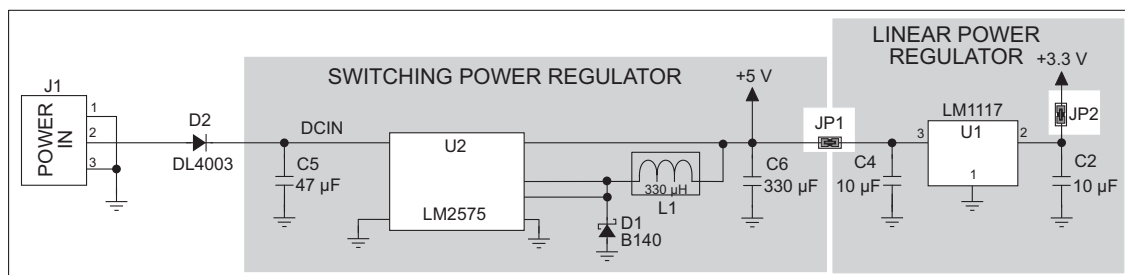 LINEAR POWER
REGULATOR
SWITCHING POWER REGULATOR
+5 V
+3.3 V
J1
POWER
IN
1
2
3
D2
DL4003
DCIN
C5
47 µF
U2
LM2575
330 µH
L1
D1
B140
C6
330 µF
JP1
C4
10 µF
LM1117
U1
3
2
1
JP2
C2
10 µF